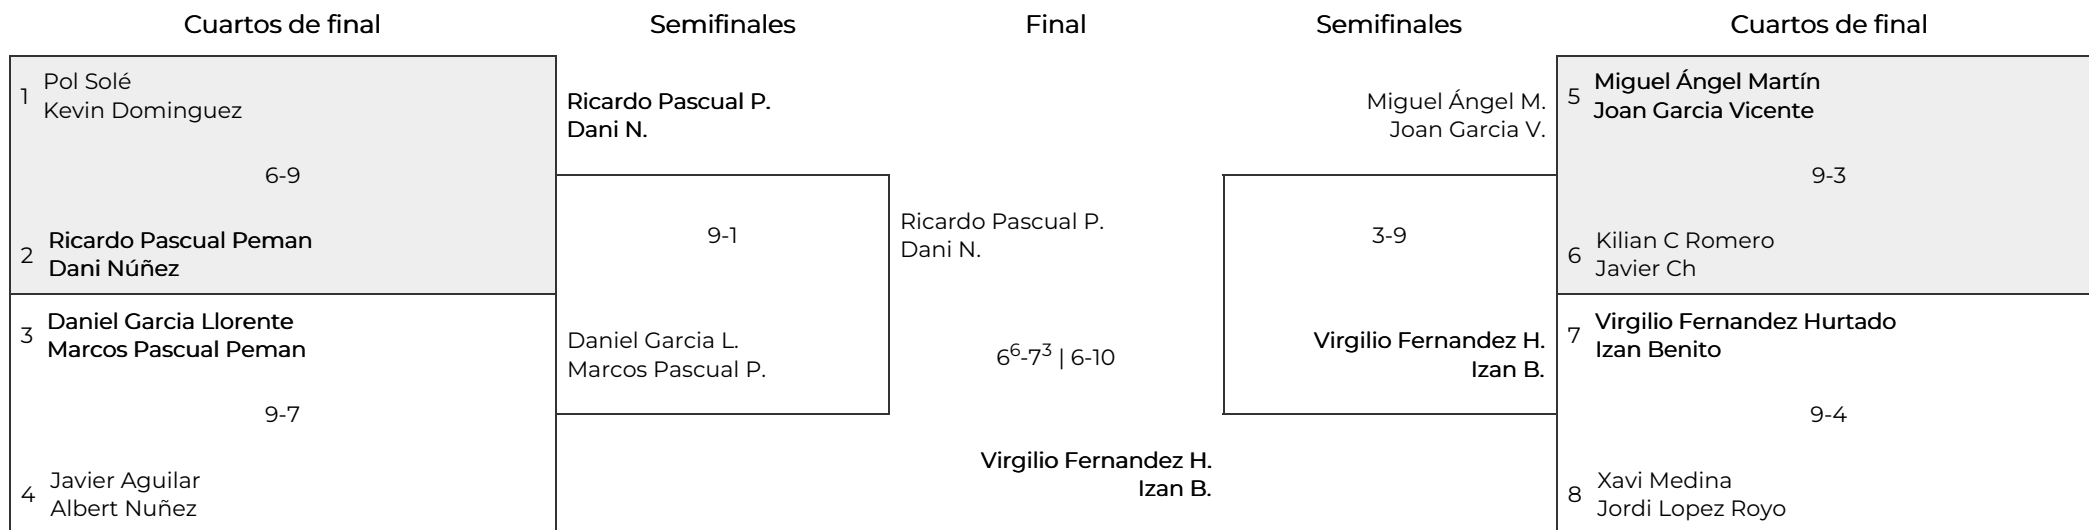 Cuartos de final
Semifinales
Final
Semifinales
Cuartos de final
1
Pol Solé
Kevin Dominguez
6-9
2
Ricardo Pascual Peman
Dani Núñez
3
Daniel Garcia Llorente
Marcos Pascual Peman
9-7
4
Javier Aguilar
Albert Nuñez
Ricardo Pascual P.
Dani N.
9-1
Daniel Garcia L.
Marcos Pascual P.
Ricardo Pascual P.
Dani N.
6⁶-7³ | 6-10
Virgilio Fernandez H.
Izan B.
Miguel Ángel M.
Joan Garcia V.
3-9
Virgilio Fernandez H.
Izan B.
5
Miguel Ángel Martín
Joan Garcia Vicente
9-3
6
Kilian C Romero
Javier Ch
7
Virgilio Fernandez Hurtado
Izan Benito
9-4
8
Xavi Medina
Jordi Lopez Royo